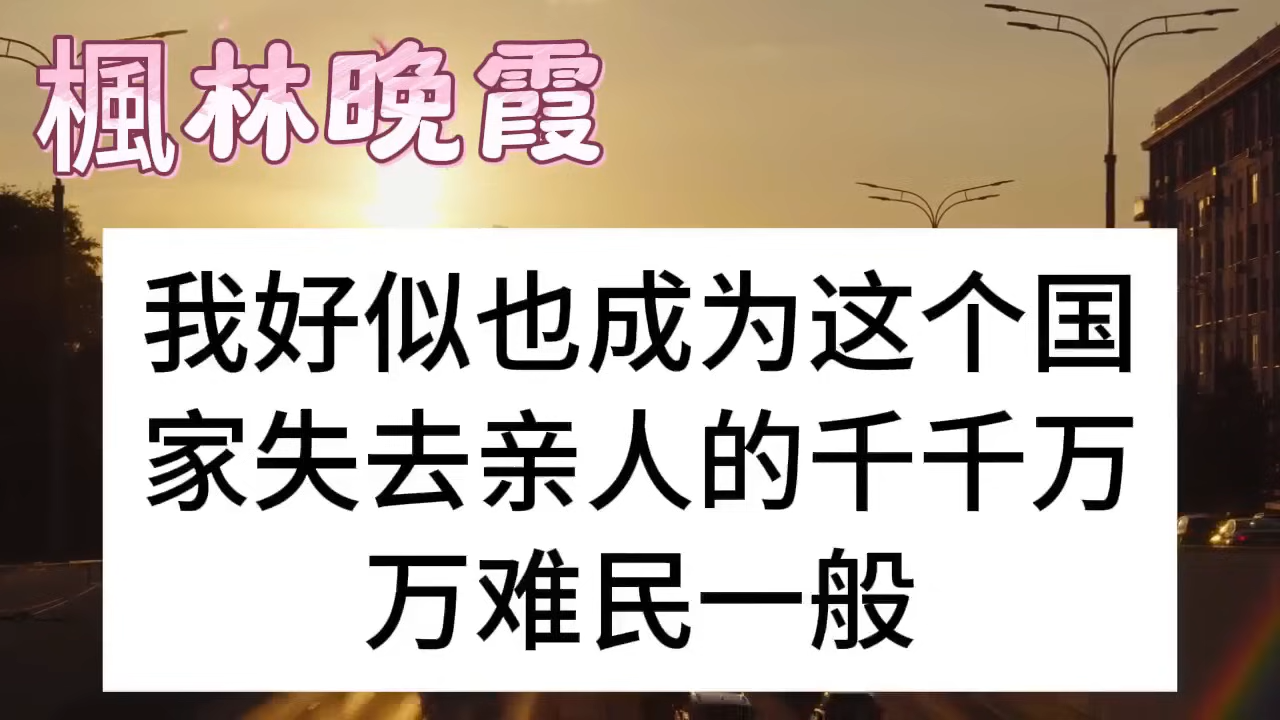 楓林晚霞
我好似也成为这个国
家失去亲人的千千万
万难民一般